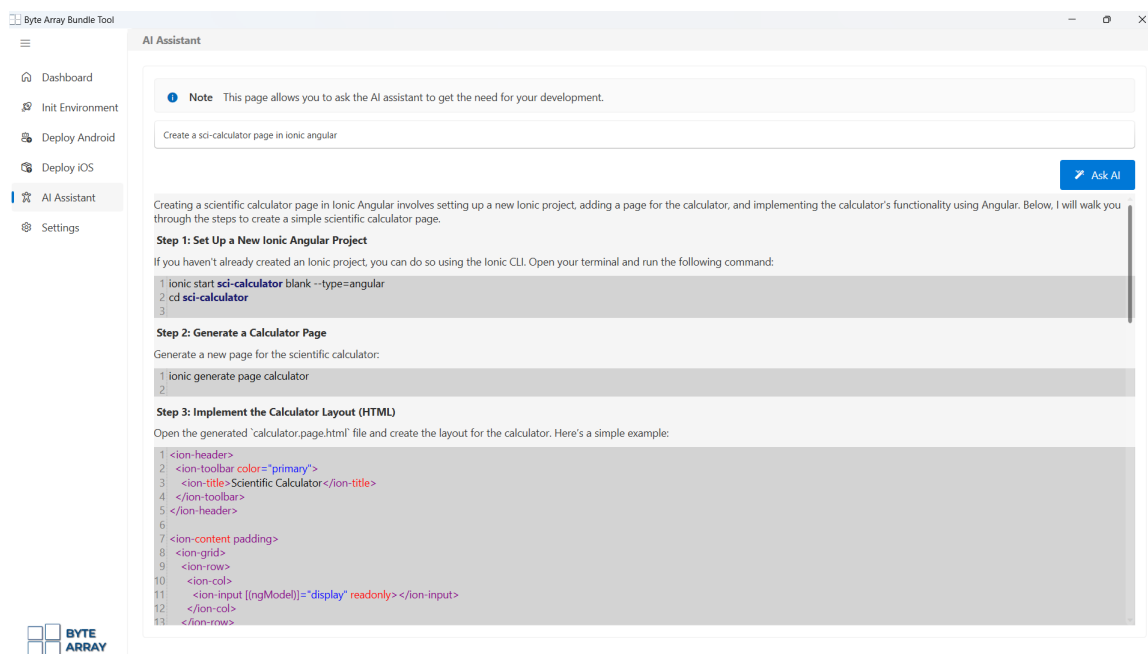 Byte Array Bundle Tool
AI Assistant
Dashboard
Init Environment
Deploy Android
Deploy iOS
AI Assistant
Settings
Note This page allows you to ask the AI assistant to get the need for your development.
Create a sci-calculator page in ionic angular
Ask AI
Creating a scientific calculator page in Ionic Angular involves setting up a new Ionic project, adding a page for the calculator, and implementing the calculator's functionality using Angular. Below, I will walk you
through the steps to create a simple scientific calculator page.
Step 1: Set Up a New Ionic Angular Project
If you haven't already created an Ionic project, you can do so using the Ionic CLI. Open your terminal and run the following command:
1 ionic start sci-calculator blank --type=angular
2 cd sci-calculator
3
Step 2: Generate a Calculator Page
Generate a new page for the scientific calculator:
1 ionic generate page calculator
2
Step 3: Implement the Calculator Layout (HTML)
Open the generated `calculator.page.html` file and create the layout for the calculator. Here's a simple example:
1 <ion-header>
2 <ion-toolbar color="primary">
3 <ion-title>Scientific Calculator</ion-title>
4 </ion-toolbar>
5 </ion-header>
6
7 <ion-content padding>
8 <ion-grid>
9 <ion-row>
10 <ion-col>
11 <ion-input [(ngModel)]="display" readonly></ion-input>
12 </ion-col>
13 </ion-row>
BYTE
ARRAY